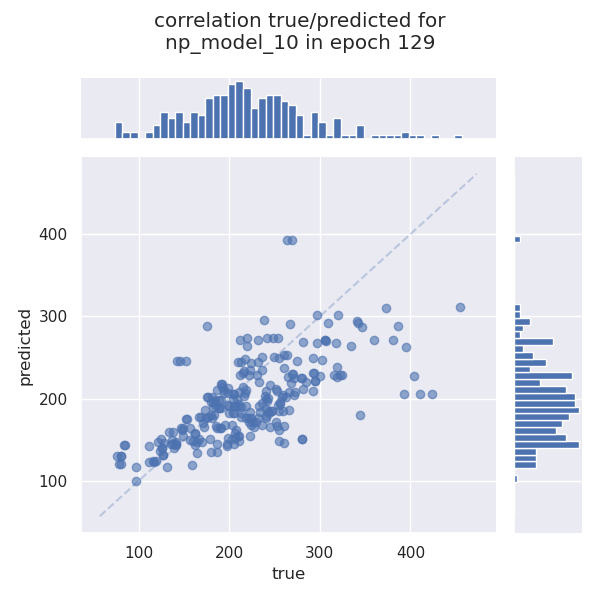 correlation true/predicted for
np_model_10 in epoch 129
400
300
200
100
predicted
100 200 300 400
true